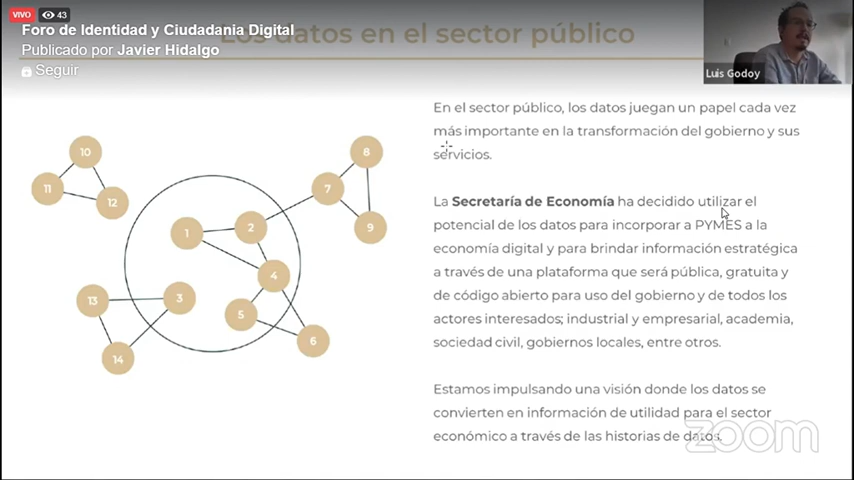 VIVO 43
Foro de Identidad y Ciudadania Digital
Los datos en el sector público
Publicado por Javier Hidalgo
Seguir
Luis Godoy
En el sector público, los datos juegan un papel cada vez
más importante en la transformación del gobierno y sus
servicios.
La Secretaría de Economía ha decidido utilizar el
potencial de los datos para incorporar a PYMES a la
economía digital y para brindar información estratégica
a través de una plataforma que será pública, gratuita y
de código abierto para uso del gobierno y de todos los
actores interesados; industrial y empresarial, academia,
sociedad civil, gobiernos locales, entre otros.
Estamos impulsando una visión donde los datos se
convierten en información de utilidad para el sector
económico a través de las historias de datos.
zoom
10
11
12
8
7
9
1
2
4
3
5
6
13
14